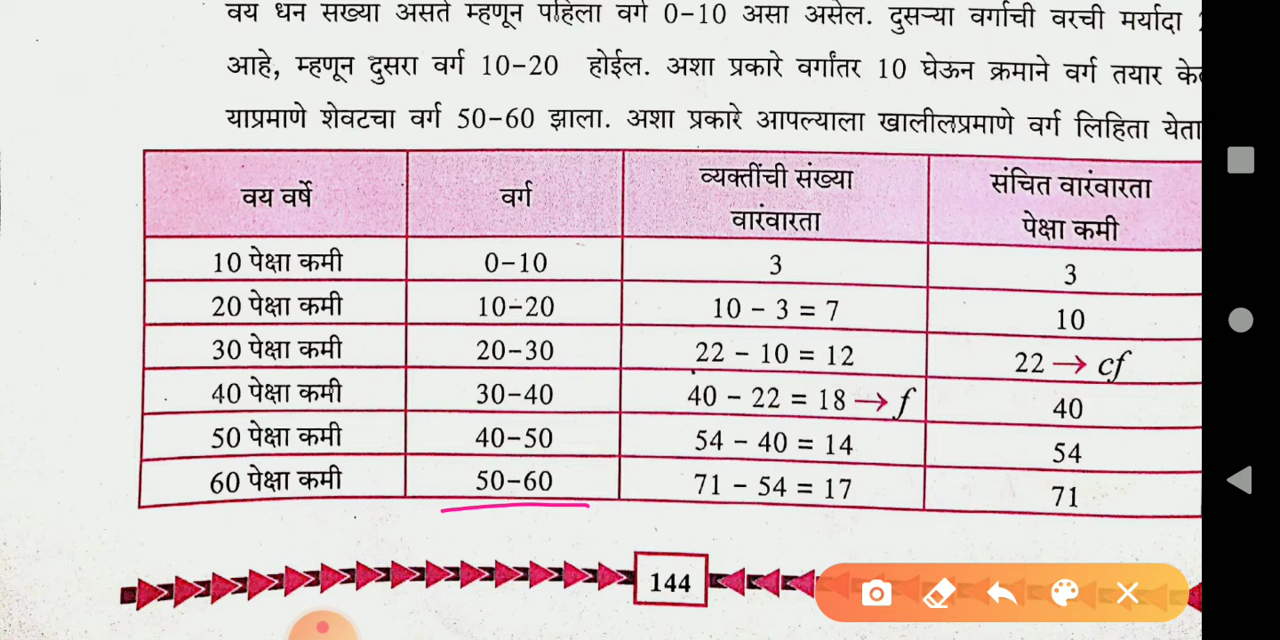 वय धन संख्या असते म्हणून पहिला वर्ग 0-10 असा असेल. दुसऱ्या वर्गाची वरची मर्यादा
आहे, म्हणून दुसरा वर्ग 10-20 होईल. अशा प्रकारे वर्गांतर 10 घेऊन क्रमाने वर्ग तयार
याप्रमाणे शेवटचा वर्ग 50-60 झाला. अशा प्रकारे आपल्याला खालीलप्रमाणे वर्ग लिहिता
वय वर्षे वर्ग व्यक्तींची संख्या वारंवारता संचित वारंवारता पेक्षा कमी
10 पेक्षा कमी 0-10 3 3
20 पेक्षा कमी 10-20 10 - 3 = 7 10
30 पेक्षा कमी 20-30 22 - 10 = 12 22 → cf
40 पेक्षा कमी 30-40 40 - 22 = 18 → f 40
50 पेक्षा कमी 40-50 54 - 40 = 14 54
60 पेक्षा कमी 50-60 71 - 54 = 17 71
144